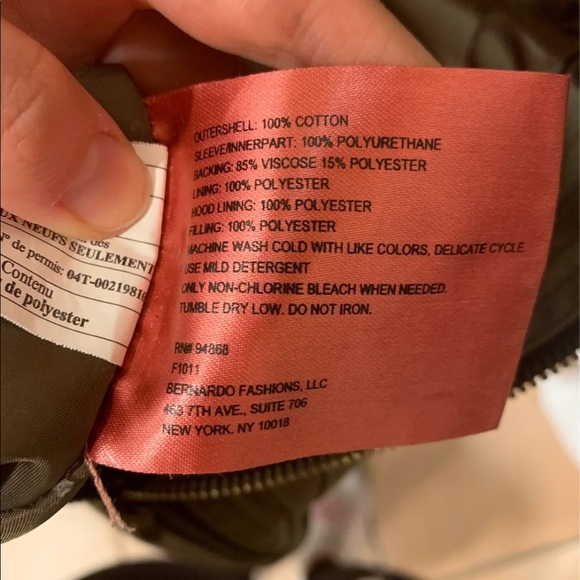 OUTERSHELL: 100% COTTON
SLEEVE/INNERPART: 100% POLYURETHANE
BACKING: 85% VISCOSE 15% POLYESTER
LINING: 100% POLYESTER
HOOD LINING: 100% POLYESTER
FILLING: 100% POLYESTER
MACHINE WASH COLD WITH LIKE COLORS, DELICATE CYCLE.
USE MILD DETERGENT
ONLY NON-CHLORINE BLEACH WHEN NEEDED.
TUMBLE DRY LOW. DO NOT IRON.
RN# 94868
F1011
BERNARDO FASHIONS, LLC
463 7TH AVE., SUITE 706
NEW YORK. NY 10018
des
UX NEUFS SEULEMENT
de permis: 04T-0021981
Contenu
de polyester